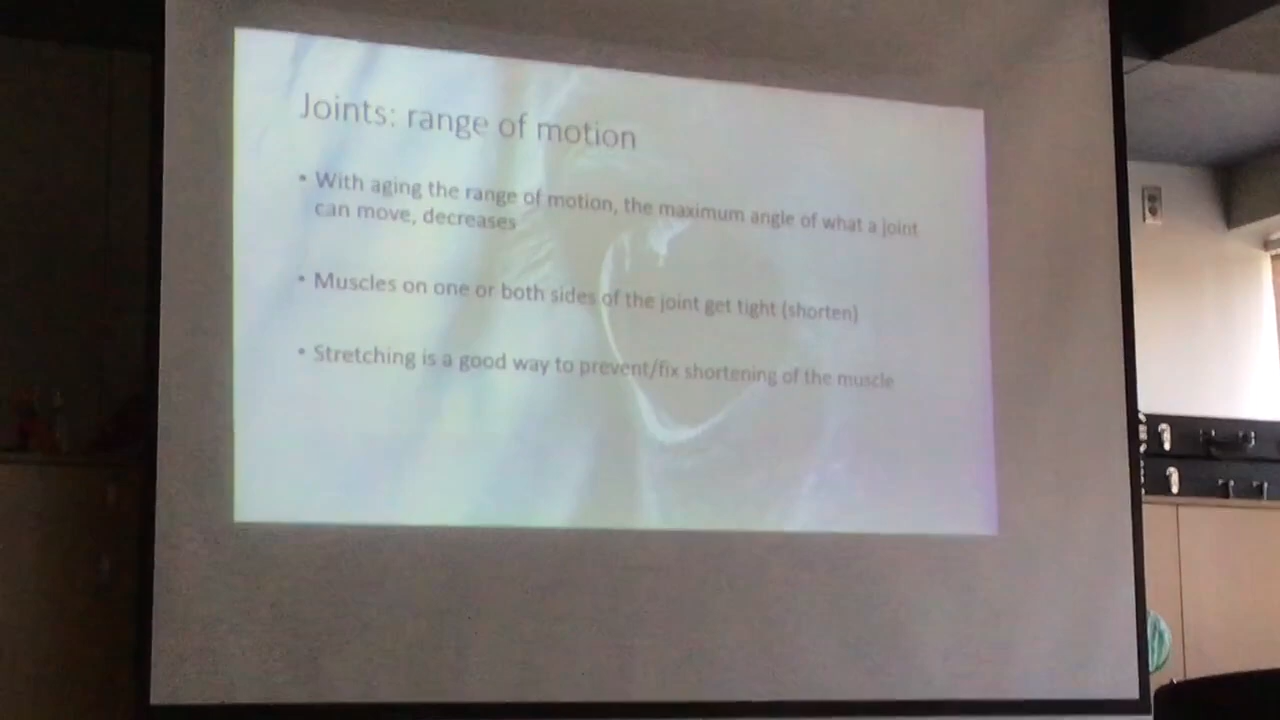 Joints: range of motion
• With aging the range of motion, the maximum angle of what a joint
can move, decreases
• Muscles on one or both sides of the joint get tight (shorten)
• Stretching is a good way to prevent/fix shortening of the muscle